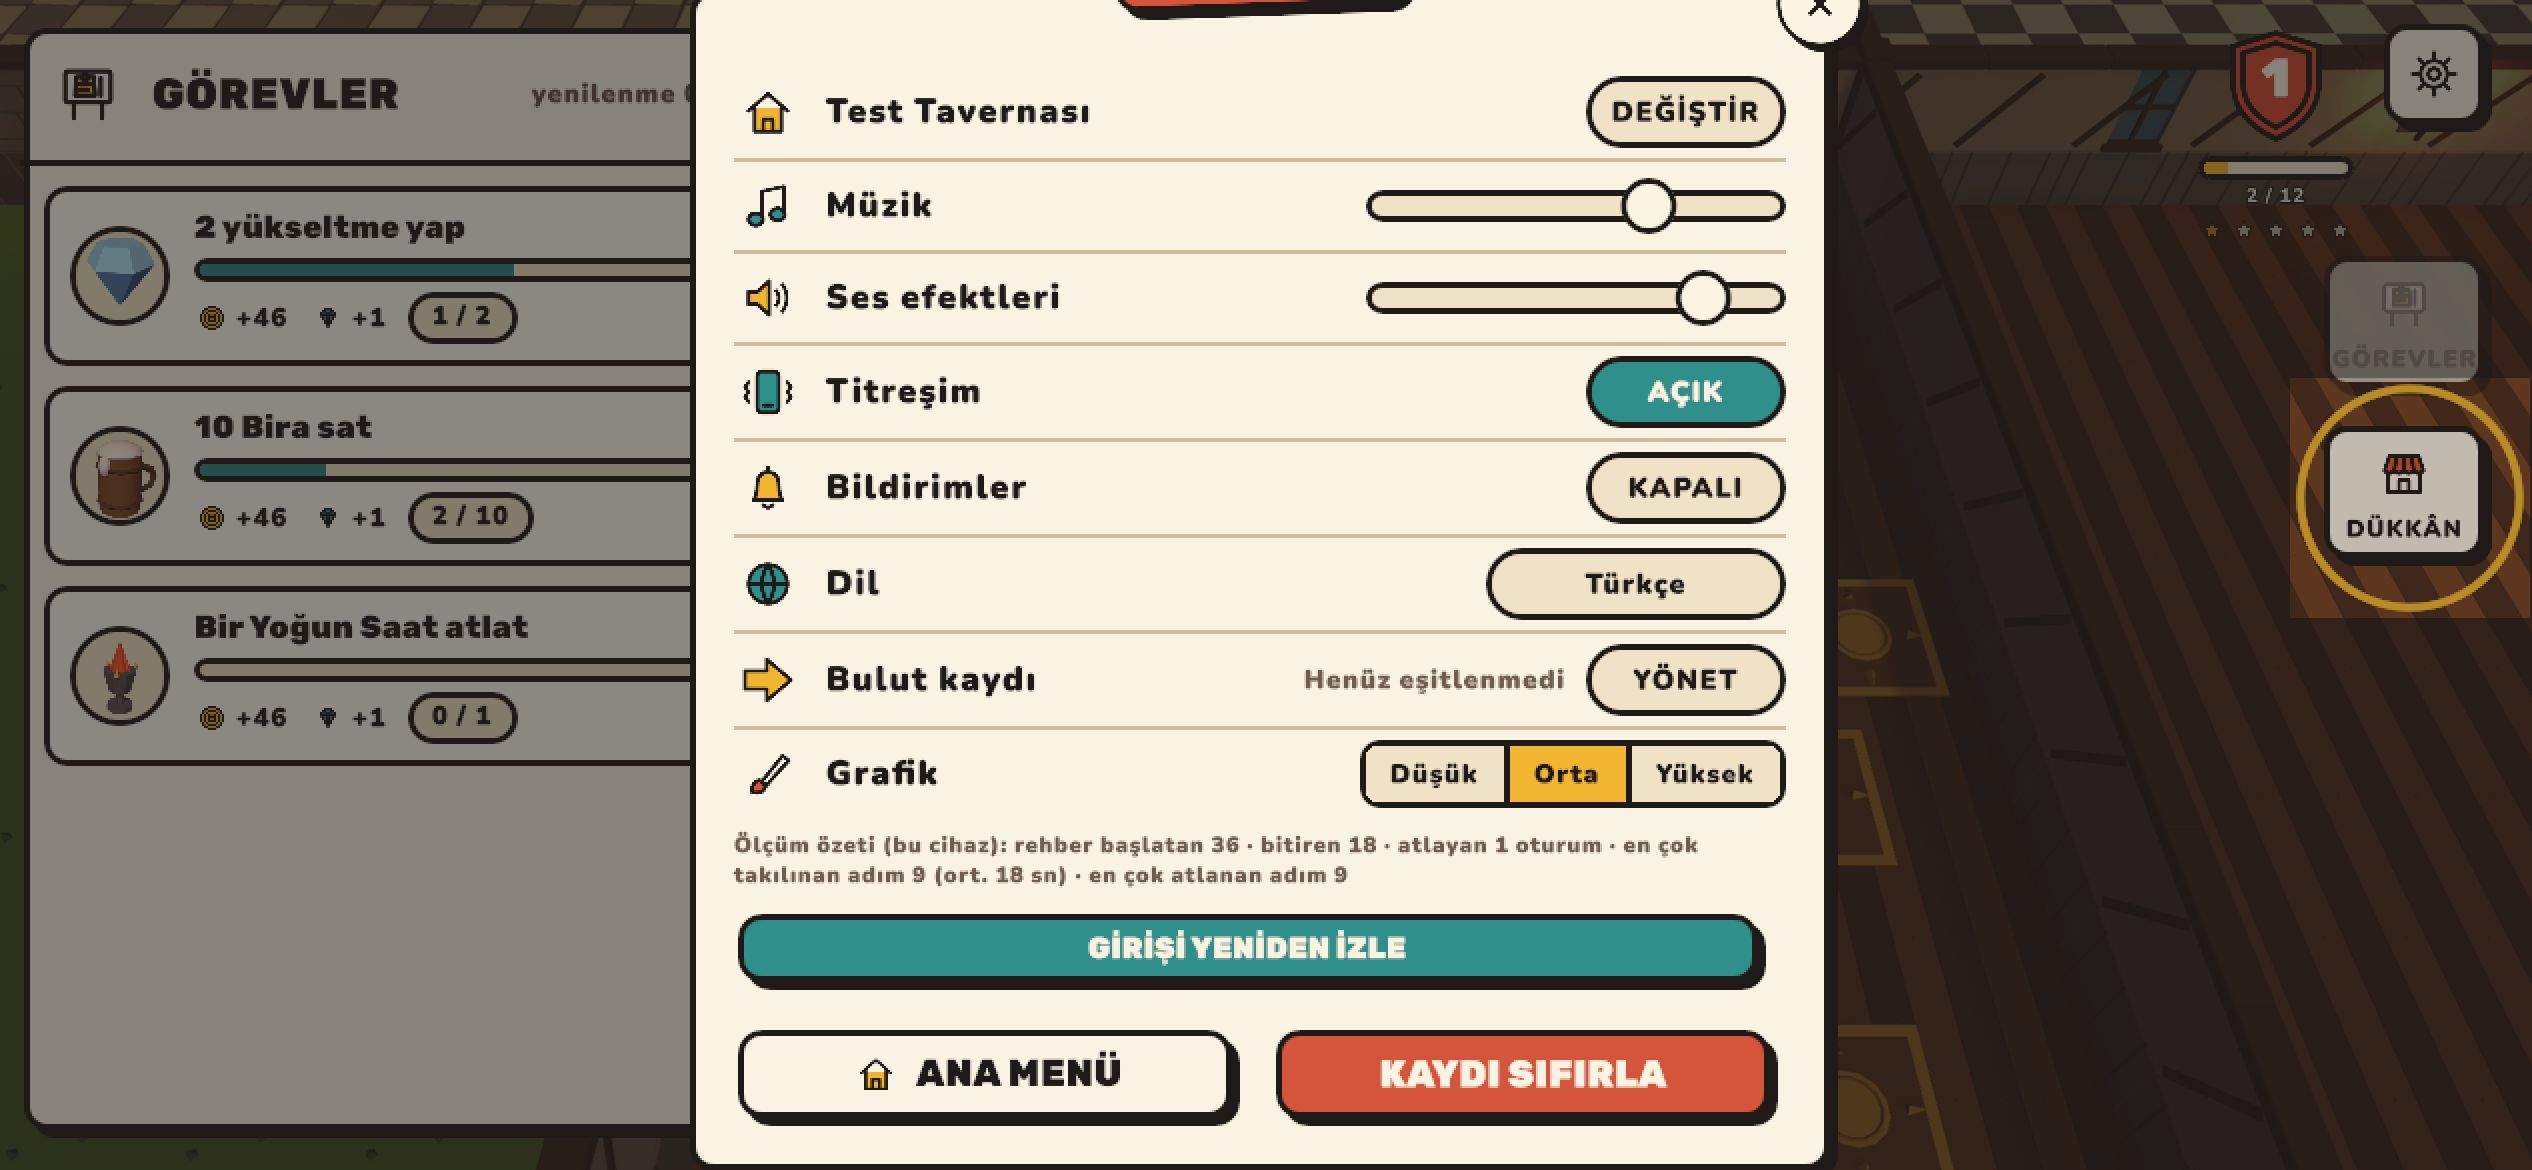 GÖREVLER
yenilenme
2 yükseltme yap
+46 +1 1 / 2
10 Bira sat
+46 +1 2 / 10
Bir Yoğun Saat atlat
+46 +1 0 / 1
Test Tavernası
DEĞİŞTİR
Müzik
Ses efektleri
Titreşim
AÇIK
Bildirimler
KAPALI
Dil
Türkçe
Bulut kaydı
Henüz eşitlenmedi
YÖNET
Grafik
Düşük
Orta
Yüksek
Ölçüm özeti (bu cihaz): rehber başlatan 36 · bitiren 18 · atlayan 1 oturum · en çok
takılınan adım 9 (ort. 18 sn) · en çok atlanan adım 9
GİRİŞİ YENİDEN İZLE
ANA MENÜ
KAYDI SIFIRLA
1
2 / 12
GÖREVLER
DÜKKÂN